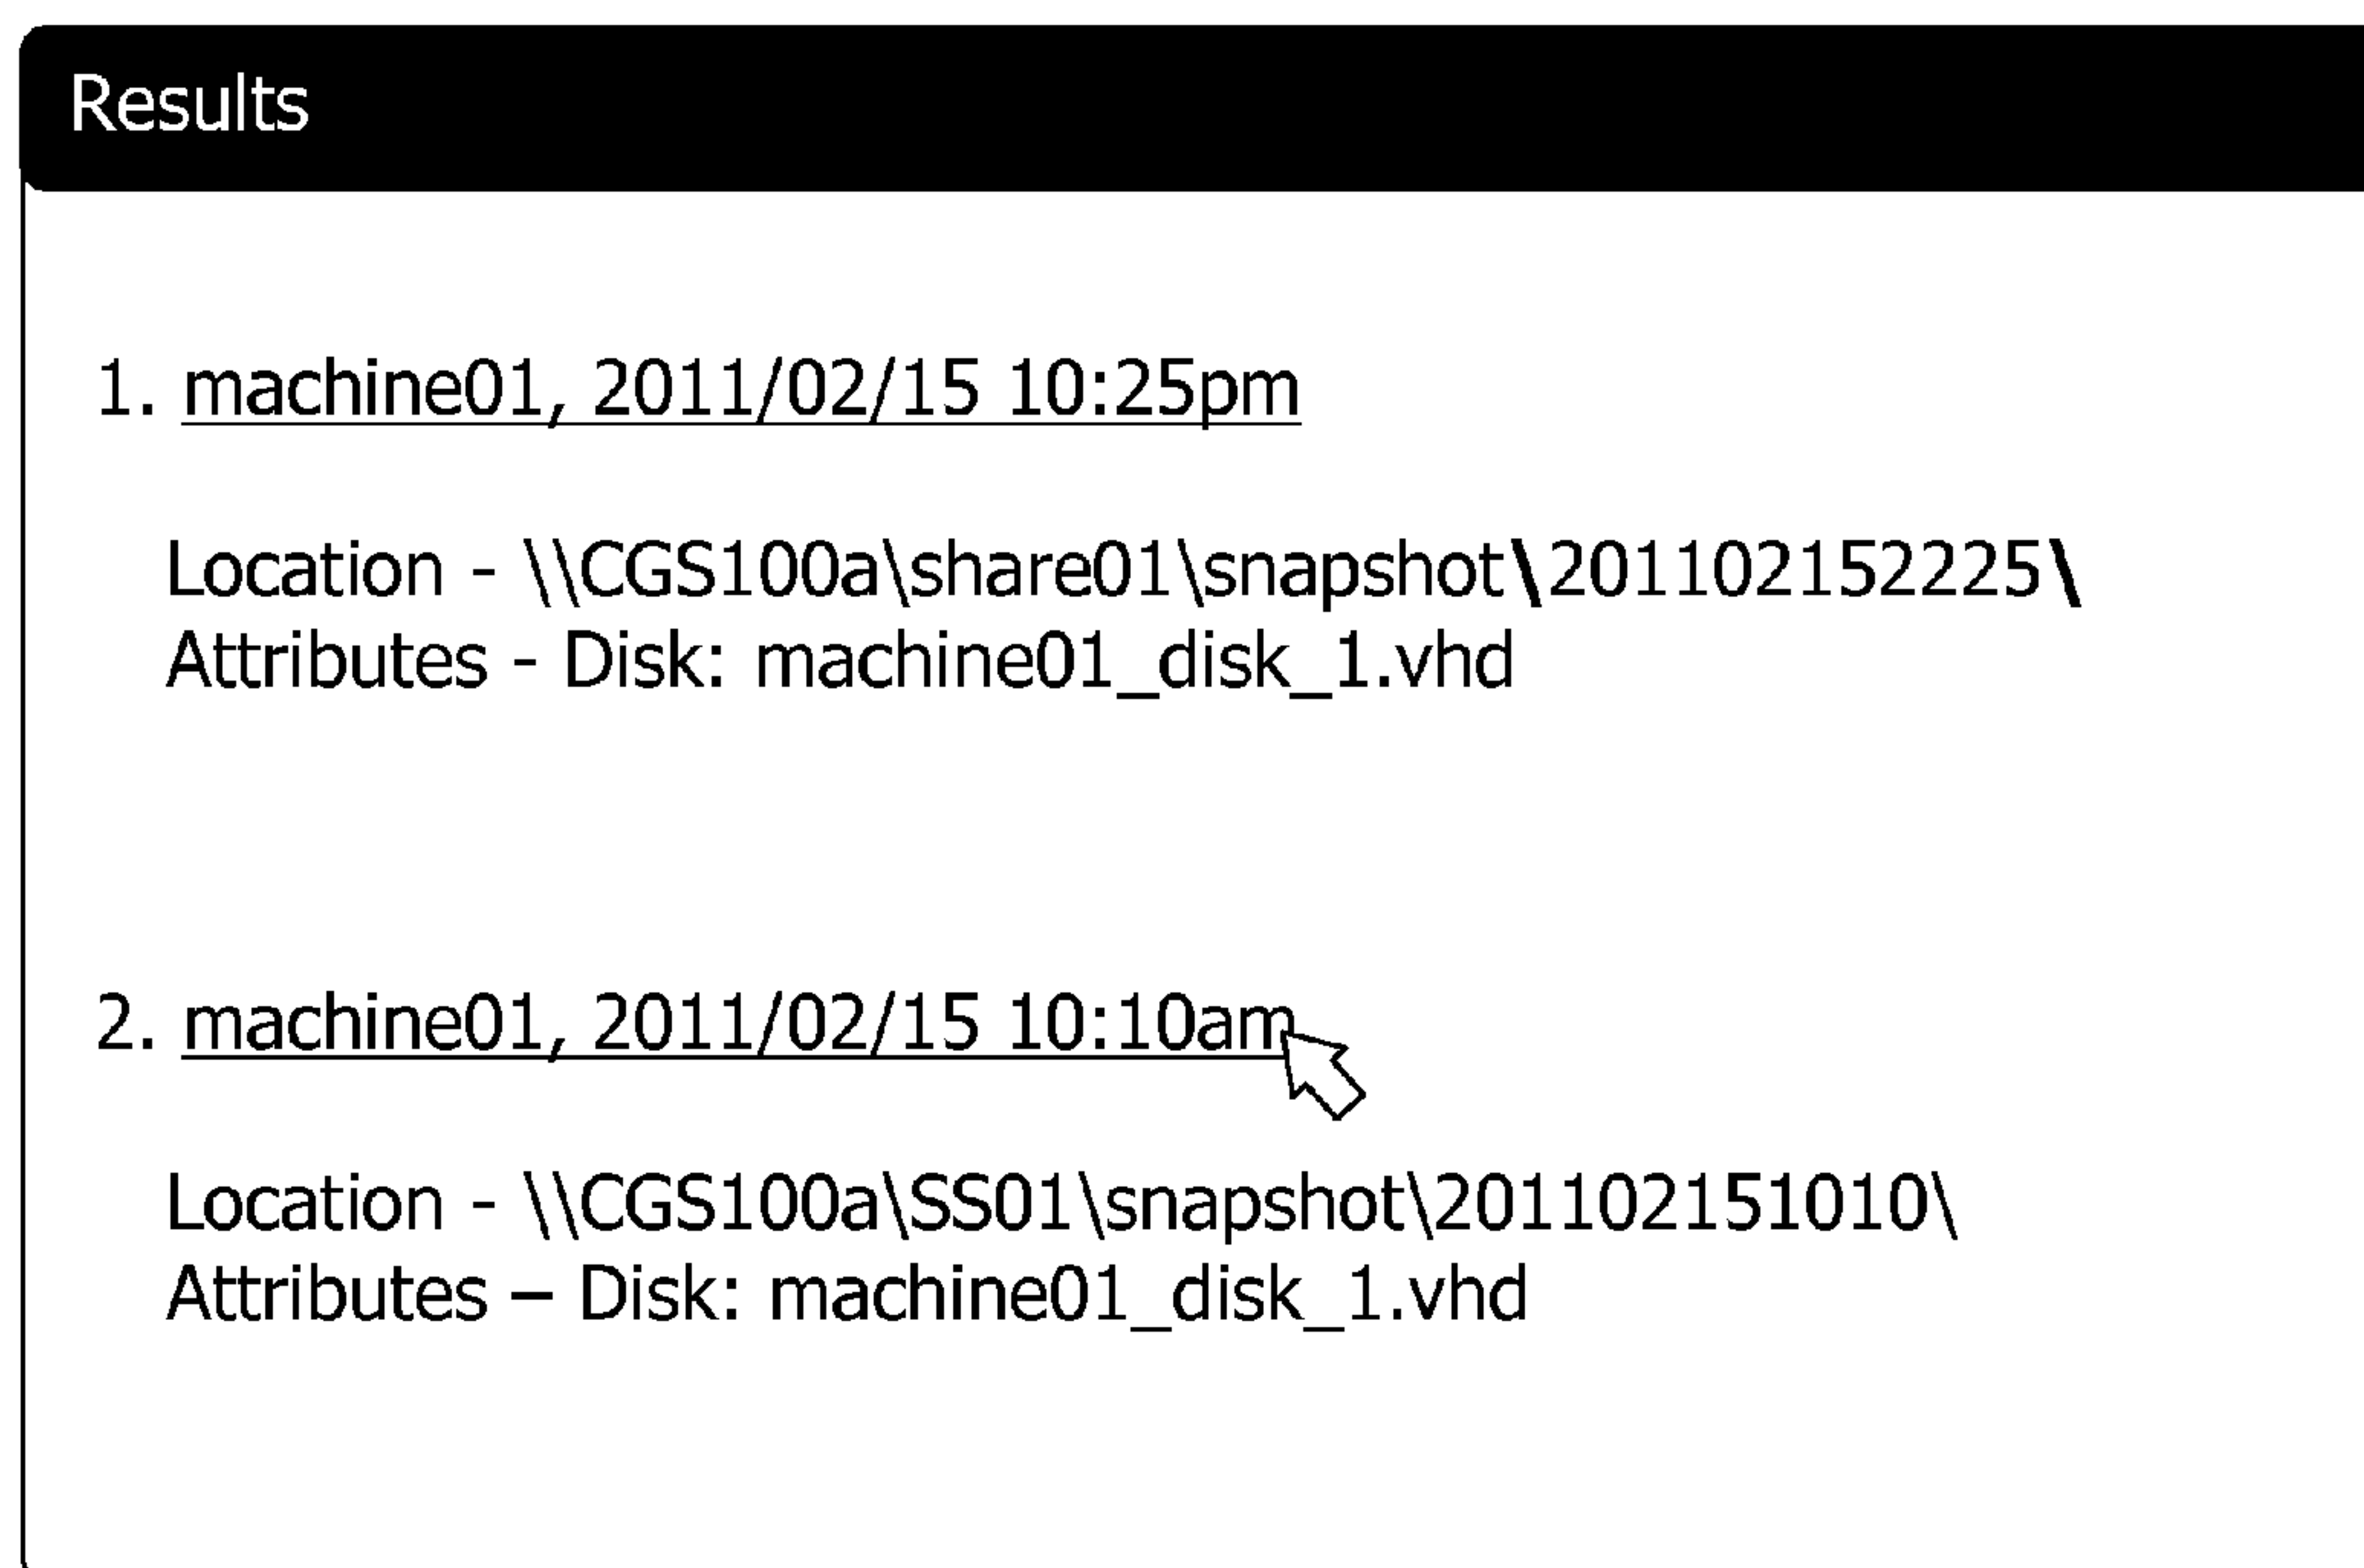 Results
1. machine01, 2011/02/15 10:25pm
Location - \\CGS100a\share01\snapshot\201102152225\
Attributes - Disk: machine01_disk_1.vhd
2. machine01, 2011/02/15 10:10am
Location - \\CGS100a\SS01\snapshot\201102151010\
Attributes – Disk: machine01_disk_1.vhd